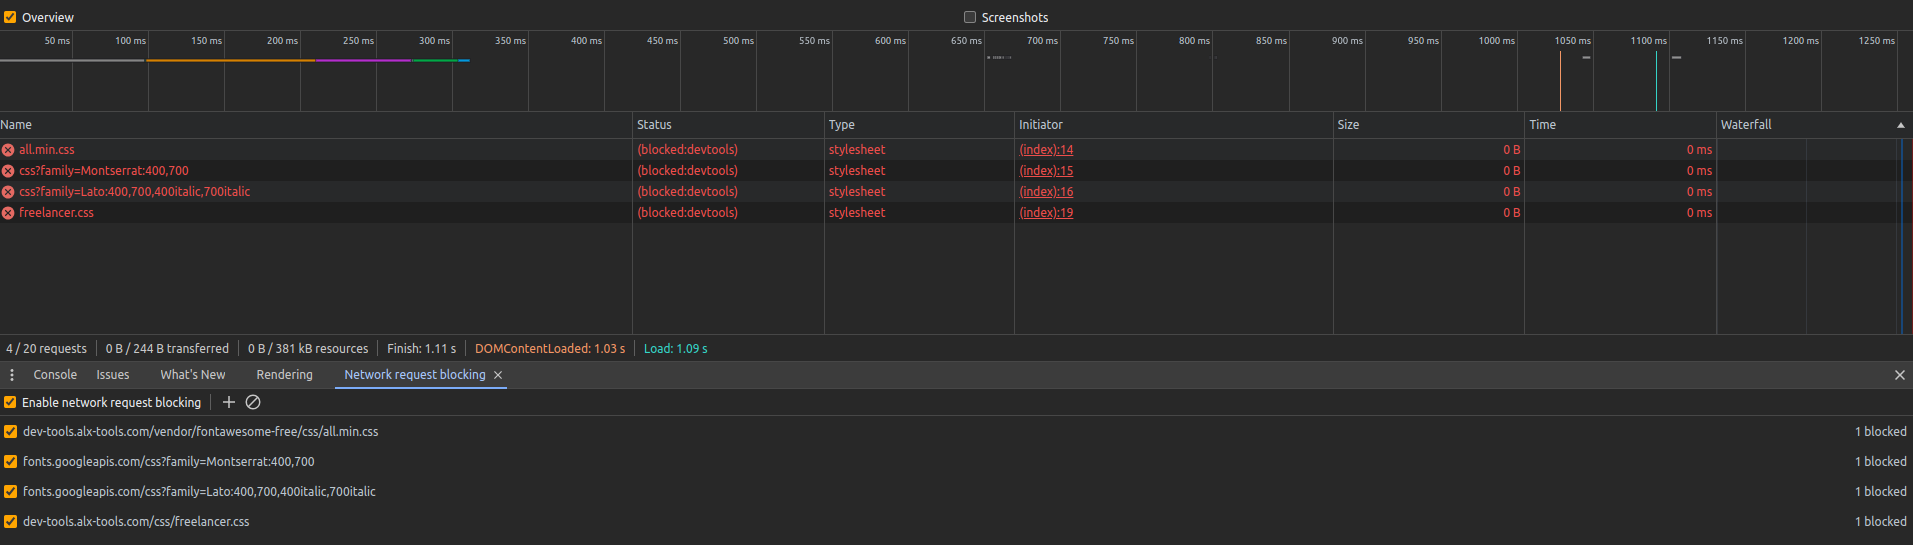 Overview Screenshots
50 ms 100 ms 150 ms 200 ms 250 ms 300 ms 350 ms 400 ms 450 ms 500 ms 550 ms 600 ms 650 ms 700 ms 750 ms 800 ms 850 ms 900 ms 950 ms 1000 ms 1050 ms 1100 ms 1150 ms 1200 ms 1250 ms
Name Status Type Initiator Size Time Waterfall
all.min.css (blocked:devtools) stylesheet (index):14 0 B 0 ms
css?family=Montserrat:400,700 (blocked:devtools) stylesheet (index):15 0 B 0 ms
css?family=Lato:400,700,400italic,700italic (blocked:devtools) stylesheet (index):16 0 B 0 ms
freelancer.css (blocked:devtools) stylesheet (index):19 0 B 0 ms
4 / 20 requests 0 B / 244 B transferred 0 B / 381 kB resources Finish: 1.11 s DOMContentLoaded: 1.03 s Load: 1.09 s
Console Issues What's New Rendering Network request blocking
Enable network request blocking
dev-tools.alx-tools.com/vendor/fontawesome-free/css/all.min.css 1 blocked
fonts.googleapis.com/css?family=Montserrat:400,700 1 blocked
fonts.googleapis.com/css?family=Lato:400,700,400italic,700italic 1 blocked
dev-tools.alx-tools.com/css/freelancer.css 1 blocked